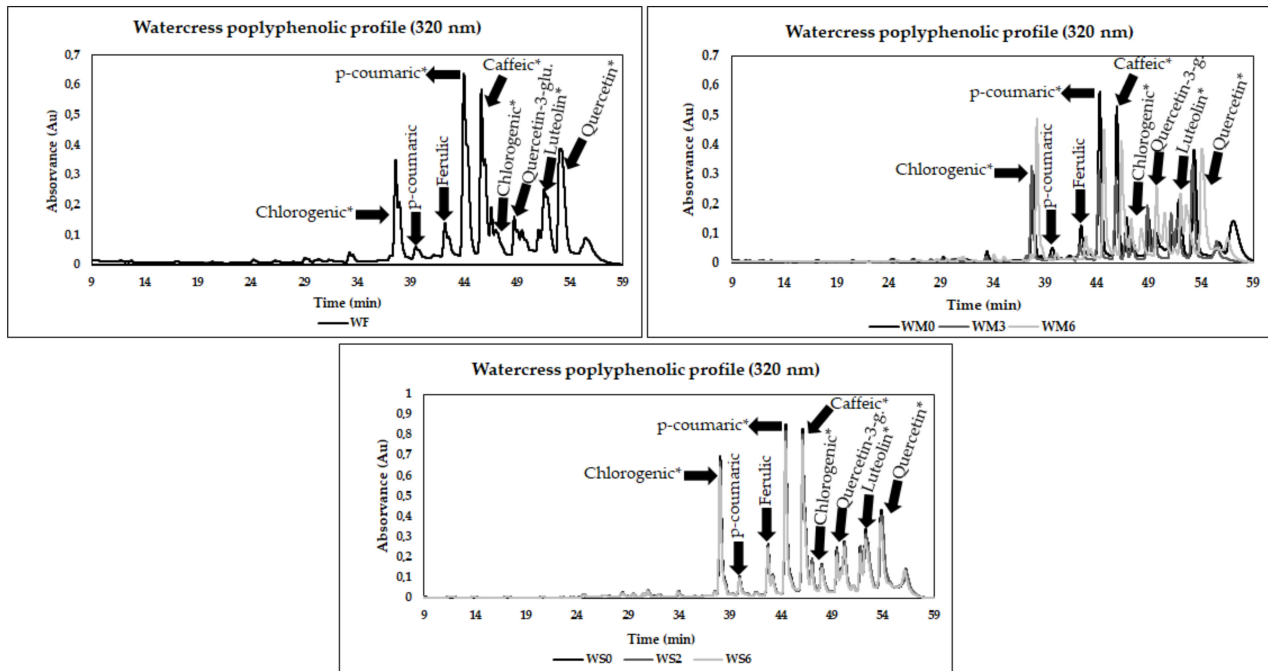 Watercress poplyphenolic profile (320 nm)
Absorvance (Au)
0,7
0,6
0,5
0,4
0,3
0,2
0,1
0
p-coumaric*
Caffeic*
Chlorogenic*
p-coumaric
Ferulic
Chlorogenic*
Quercetin-3-glu.
Luteolin*
Quercetin*
9 14 19 24 29 34 39 44 49 54 59
Time (min)
WF
Watercress poplyphenolic profile (320 nm)
Absorvance (Au)
0,7
0,6
0,5
0,4
0,3
0,2
0,1
0
Caffeic*
p-coumaric*
Chlorogenic*
p-coumaric
Ferulic
Chlorogenic*
Quercetin-3-g.
Luteolin*
Quercetin*
9 14 19 24 29 34 39 44 49 54 59
Time (min)
WM0 WM3 WM6
Watercress poplyphenolic profile (320 nm)
Absorvance (Au)
1
0,9
0,8
0,7
0,6
0,5
0,4
0,3
0,2
0,1
0
Caffeic*
p-coumaric*
Chlorogenic*
p-coumaric
Ferulic
Chlorogenic*
Quercetin-3-g.
Luteolin*
Quercetin*
9 14 19 24 29 34 39 44 49 54 59
Time (min)
WS0 WS2 WS6